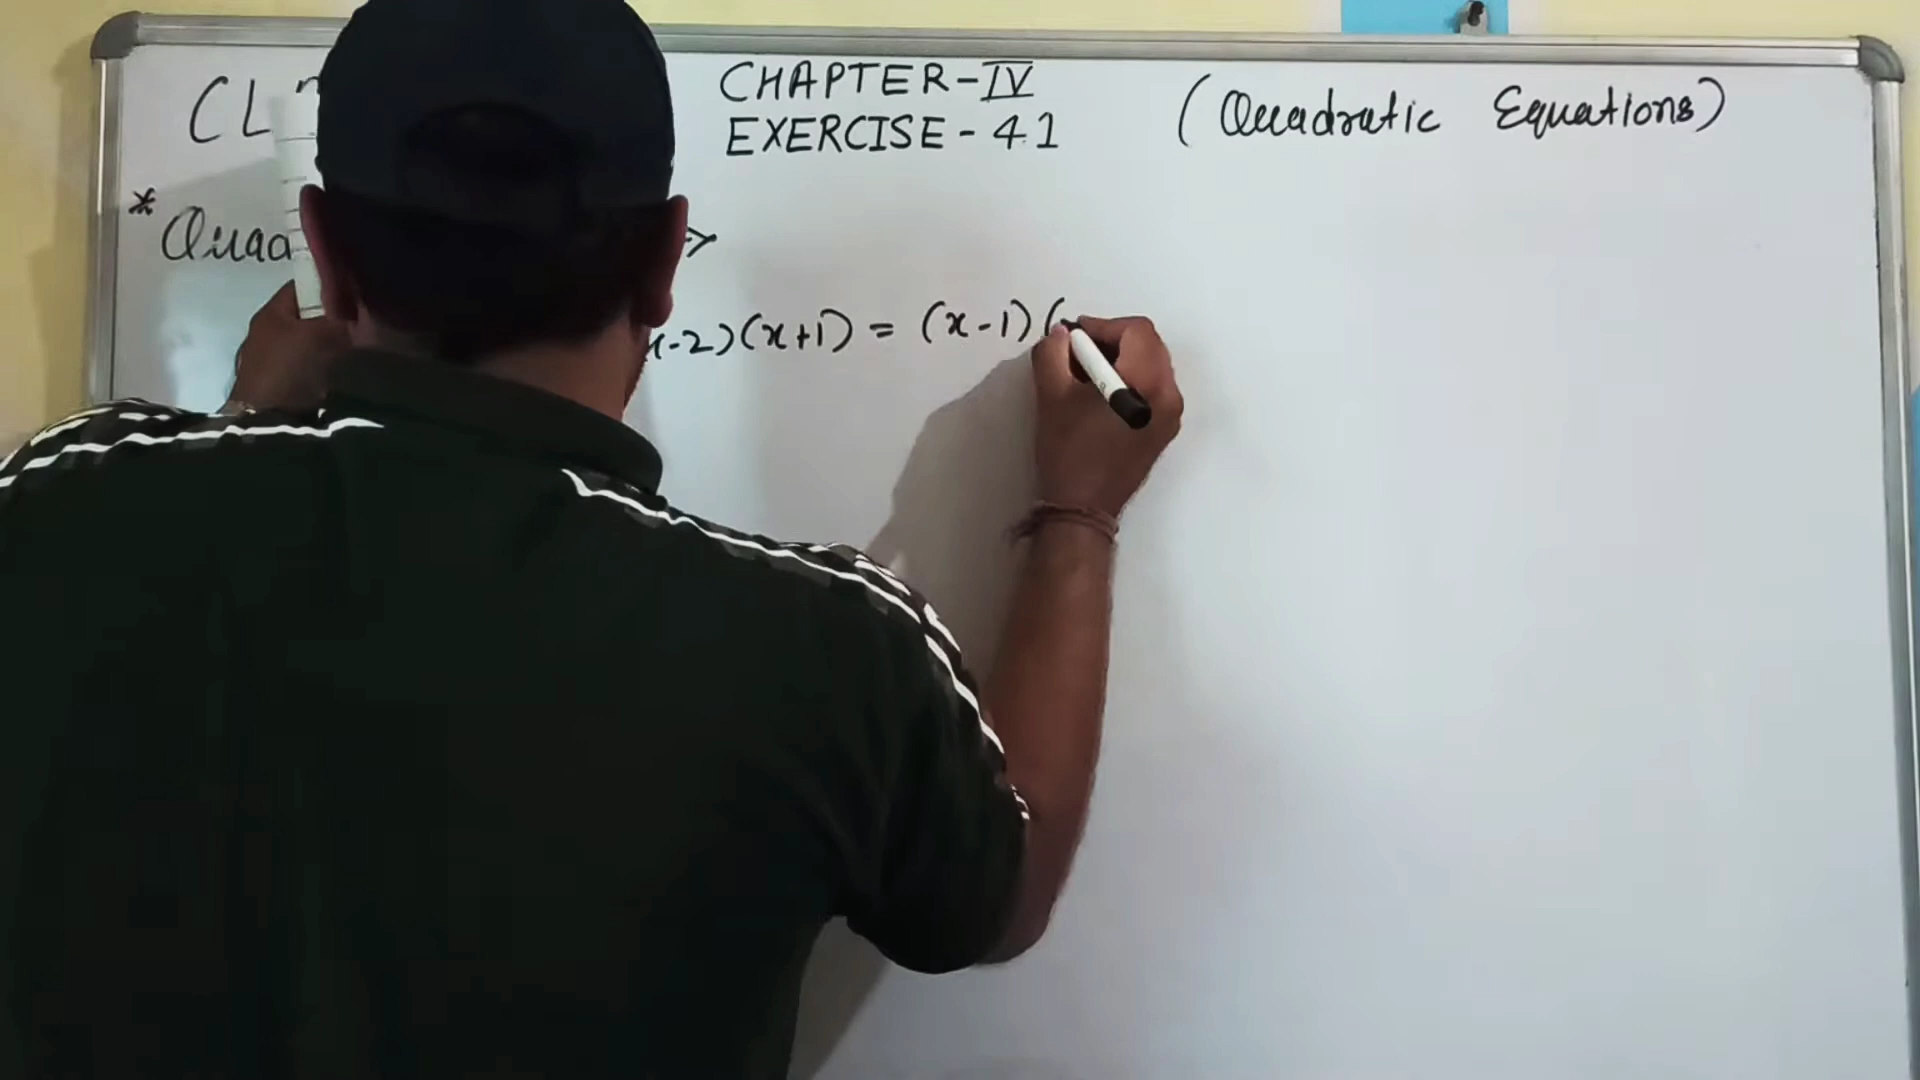 CL
CHAPTER-IV
EXERCISE - 4.1
(Quadratic Equations)
* Quad
x-2)(x+1) = (x-1)(